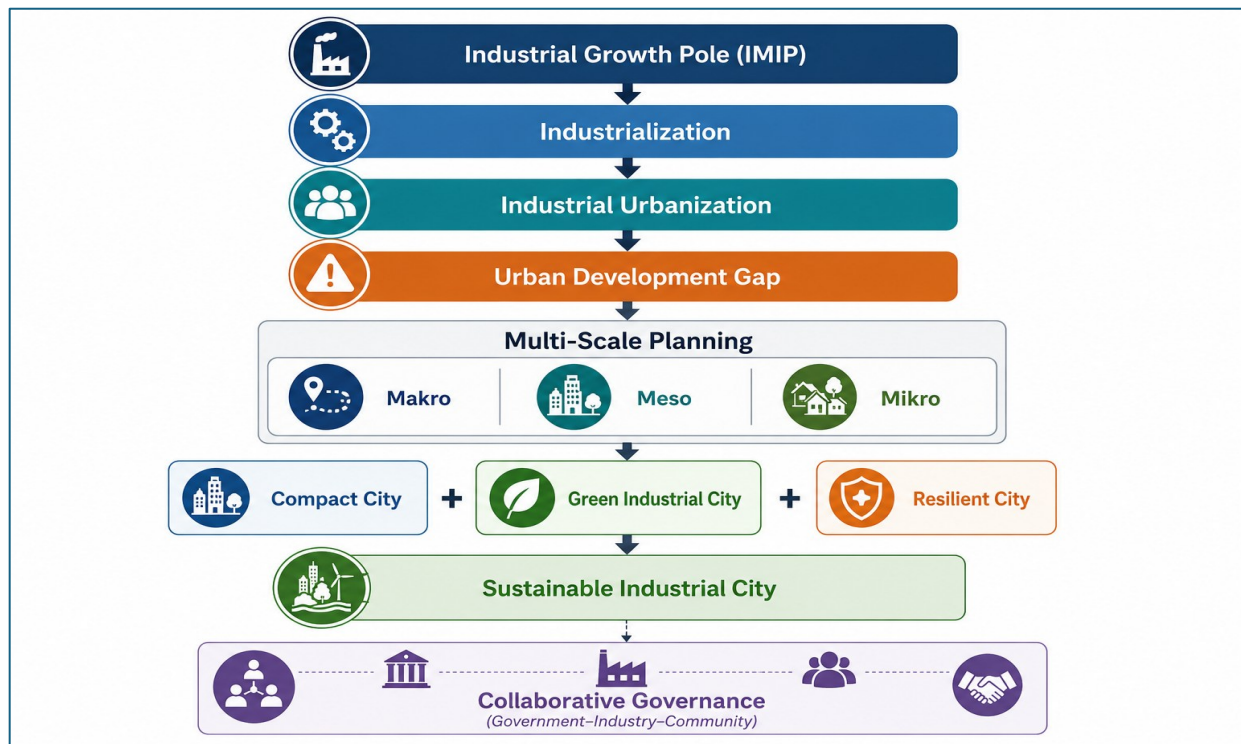 Industrial Growth Pole (IMIP)
Industrialization
Industrial Urbanization
Urban Development Gap
Multi-Scale Planning
Makro
Meso
Mikro
Compact City
+
Green Industrial City
+
Resilient City
Sustainable Industrial City
Collaborative Governance
(Government–Industry–Community)